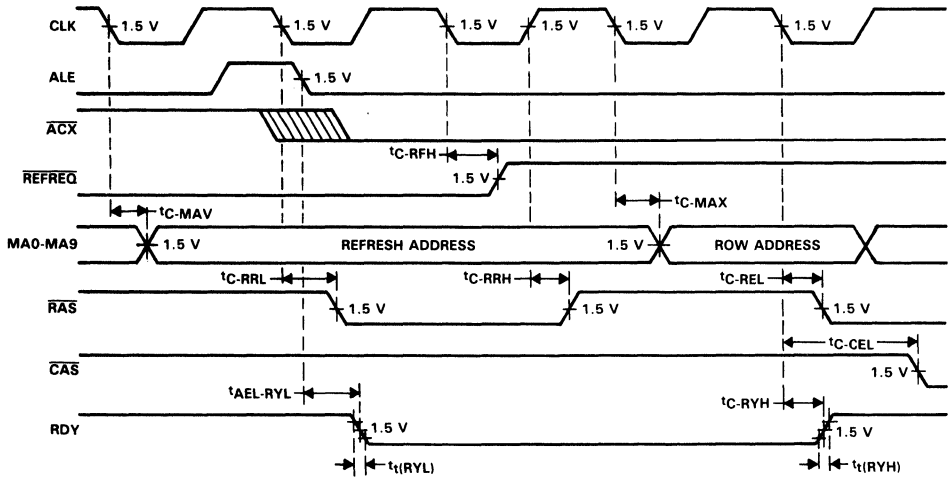 CLK 1.5 V 1.5 V 1.5 V 1.5 V 1.5 V 1.5 V
ALE 1.5 V
ACX
tC-RFH
REFREQ 1.5 V
tC-MAV tC-MAX
MA0-MA9 1.5 V REFRESH ADDRESS 1.5 V ROW ADDRESS
tC-RRL tC-RRH tC-REL
RAS 1.5 V 1.5 V 1.5 V
tC-CEL
CAS 1.5 V
tAEL-RYL tC-RYH
RDY 1.5 V 1.5 V
tt(RYL) tt(RYH)